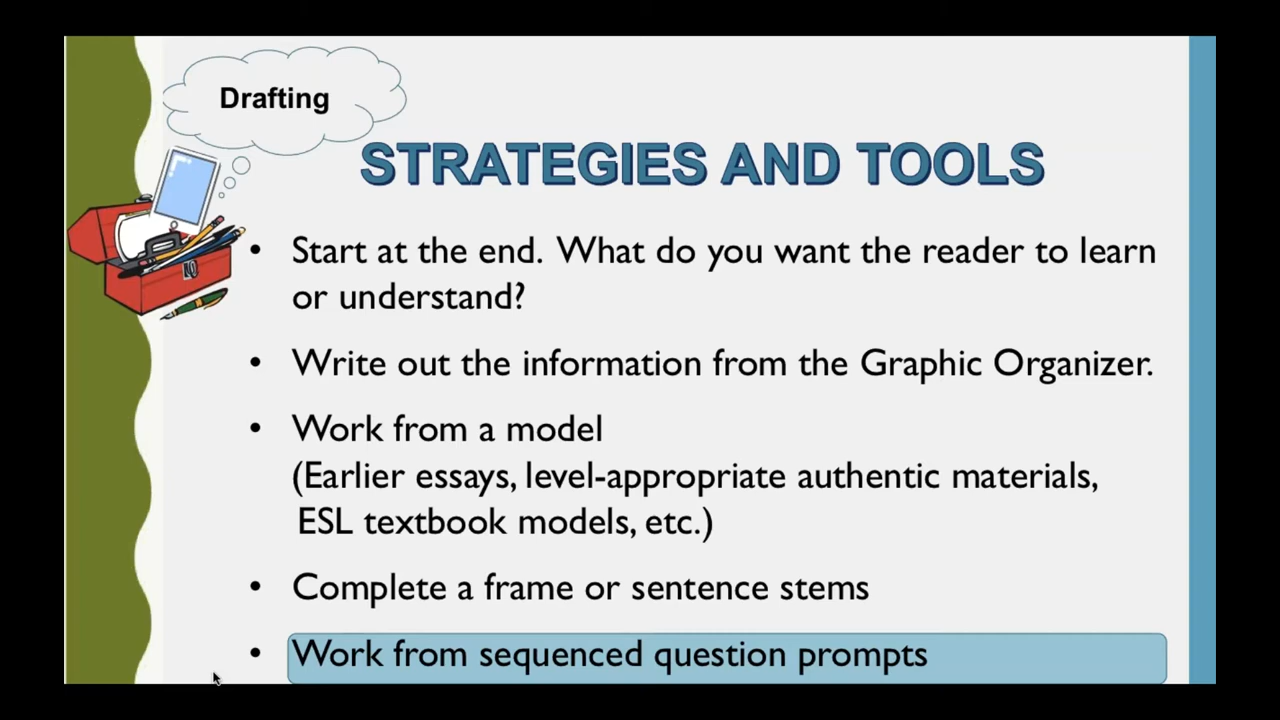 Drafting
STRATEGIES AND TOOLS
• Start at the end. What do you want the reader to learn
or understand?
• Write out the information from the Graphic Organizer.
• Work from a model
(Earlier essays, level-appropriate authentic materials,
ESL textbook models, etc.)
• Complete a frame or sentence stems
• Work from sequenced question prompts